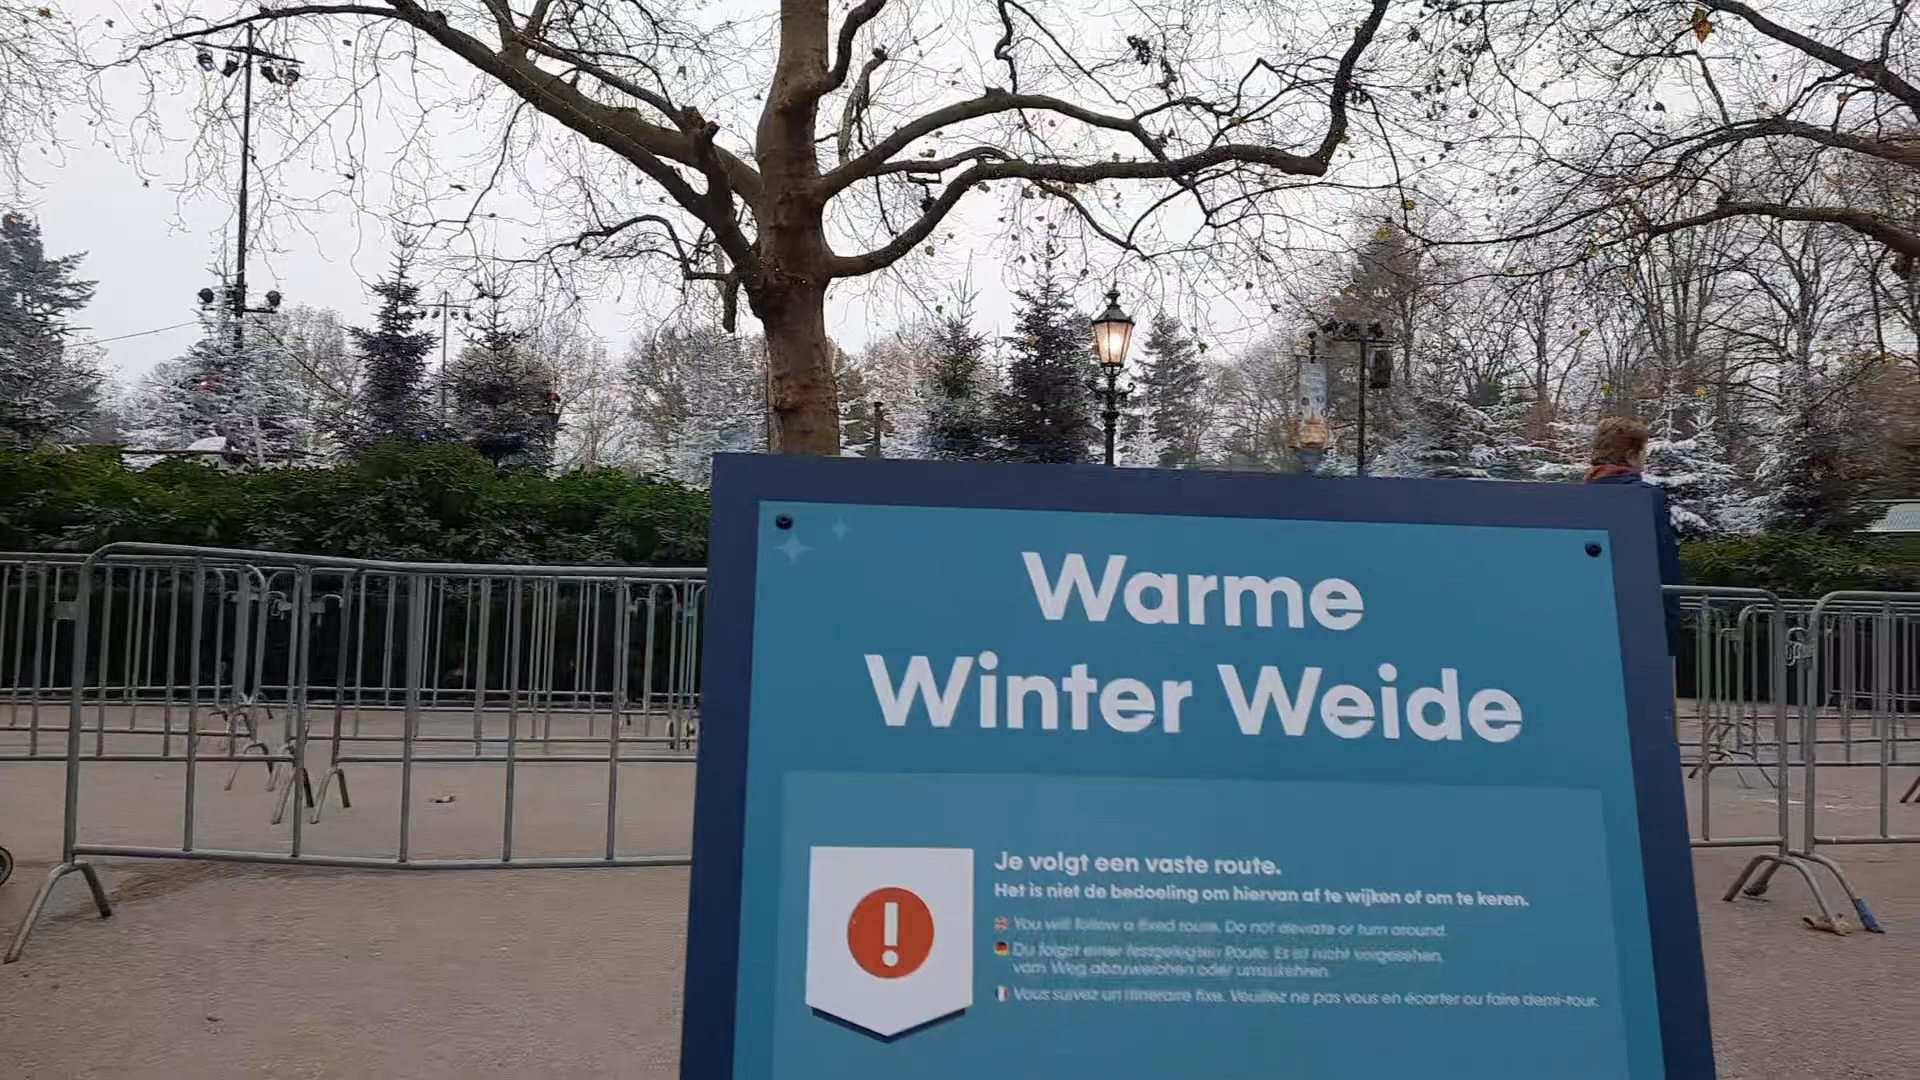 Warme
Winter Weide
Je volgt een vaste route.
Het is niet de bedoeling om hiervan af te wijken of om te keren.
You will follow a fixed route. Do not deviate or turn around.
Du folgst einer festgelegten Route. Es ist nicht vorgesehen,
vom Weg abzuweichen oder umzukehren.
Vous suivez un itinéraire fixe. Veuillez ne pas vous en écarter ou faire demi-tour.